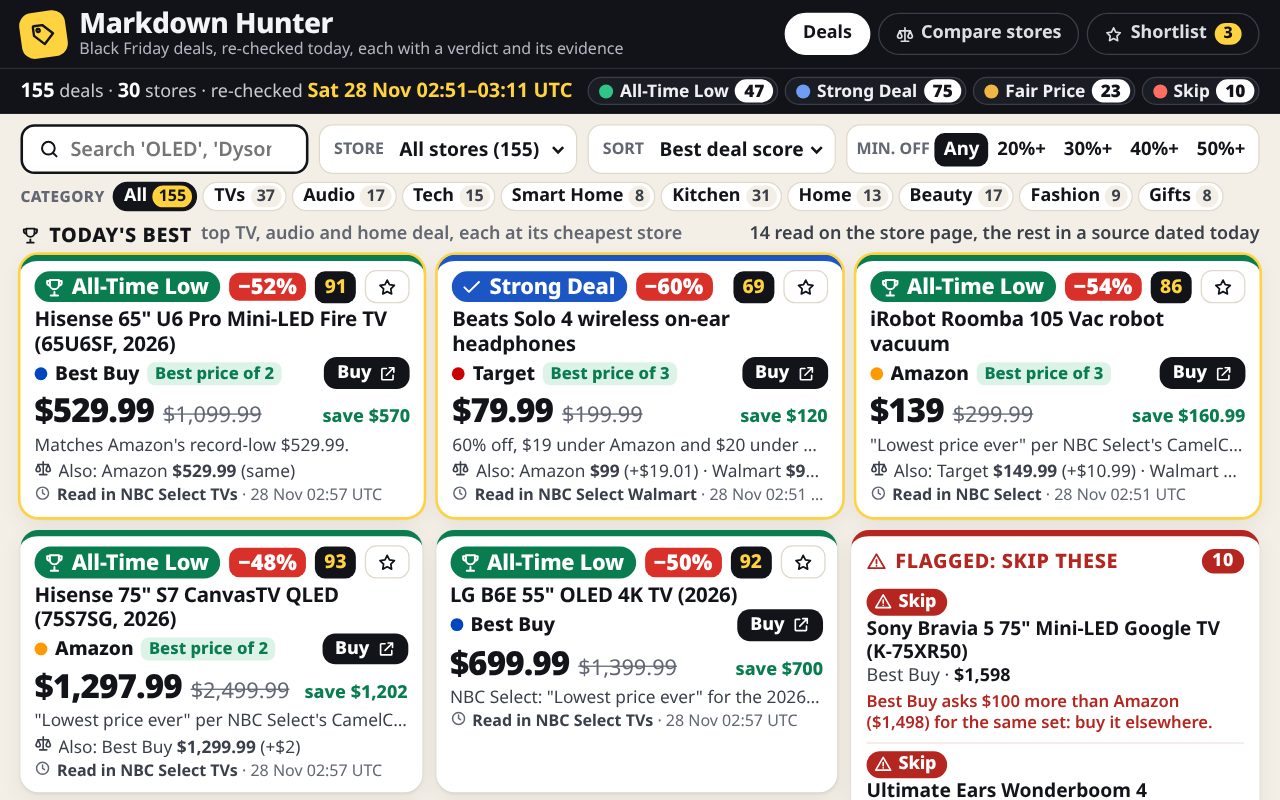 Markdown Hunter
Black Friday deals, re-checked today, each with a verdict and its evidence
Deals
Compare stores
Shortlist 3
155 deals · 30 stores · re-checked Sat 28 Nov 02:51–03:11 UTC
All-Time Low 47
Strong Deal 75
Fair Price 23
Skip 10
Search 'OLED', 'Dysor
STORE All stores (155)
SORT Best deal score
MIN. OFF Any 20%+ 30%+ 40%+ 50%+
CATEGORY All 155 TVs 37 Audio 17 Tech 15 Smart Home 8 Kitchen 31 Home 13 Beauty 17 Fashion 9 Gifts 8
TODAY'S BEST top TV, audio and home deal, each at its cheapest store
14 read on the store page, the rest in a source dated today
All-Time Low −52% 91
Hisense 65" U6 Pro Mini-LED Fire TV
(65U6SF, 2026)
Best Buy Best price of 2 Buy
$529.99 $1,099.99 save $570
Matches Amazon's record-low $529.99.
Also: Amazon $529.99 (same)
Read in NBC Select TVs · 28 Nov 02:57 UTC
Strong Deal −60% 69
Beats Solo 4 wireless on-ear
headphones
Target Best price of 3 Buy
$79.99 $199.99 save $120
60% off, $19 under Amazon and $20 under ...
Also: Amazon $99 (+$19.01) · Walmart $9...
Read in NBC Select Walmart · 28 Nov 02:51 ...
All-Time Low −54% 86
iRobot Roomba 105 Vac robot
vacuum
Amazon Best price of 3 Buy
$139 $299.99 save $160.99
"Lowest price ever" per NBC Select's CamelC...
Also: Target $149.99 (+$10.99) · Walmart ...
Read in NBC Select · 28 Nov 02:51 UTC
All-Time Low −48% 93
Hisense 75" S7 CanvasTV QLED
(75S7SG, 2026)
Amazon Best price of 2 Buy
$1,297.99 $2,499.99 save $1,202
"Lowest price ever" per NBC Select's CamelC...
Also: Best Buy $1,299.99 (+$2)
Read in NBC Select TVs · 28 Nov 02:57 UTC
All-Time Low −50% 92
LG B6E 55" OLED 4K TV (2026)
Best Buy Buy
$699.99 $1,399.99 save $700
NBC Select: "Lowest price ever" for the 2026...
Read in NBC Select TVs · 28 Nov 02:57 UTC
FLAGGED: SKIP THESE 10
Skip
Sony Bravia 5 75" Mini-LED Google TV
(K-75XR50)
Best Buy · $1,598
Best Buy asks $100 more than Amazon
($1,498) for the same set: buy it elsewhere.
Skip
Ultimate Ears Wonderboom 4